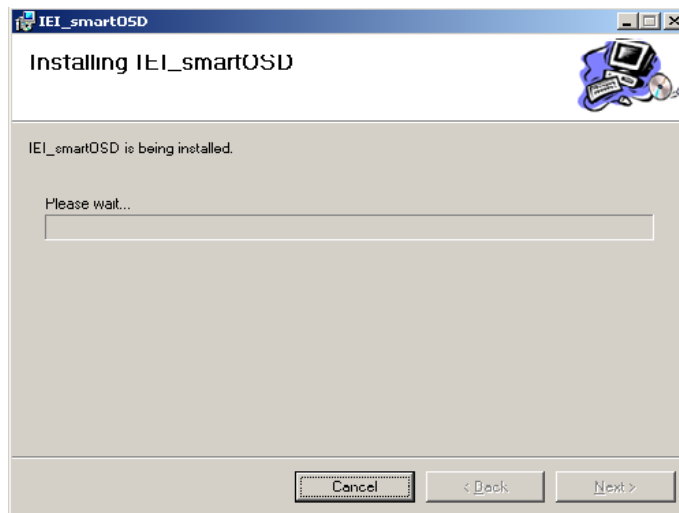 IEI_smartOSD
Installing IEI_smartOSD
IEI_smartOSD is being installed.
Please wait...
Cancel
< Back
Next >